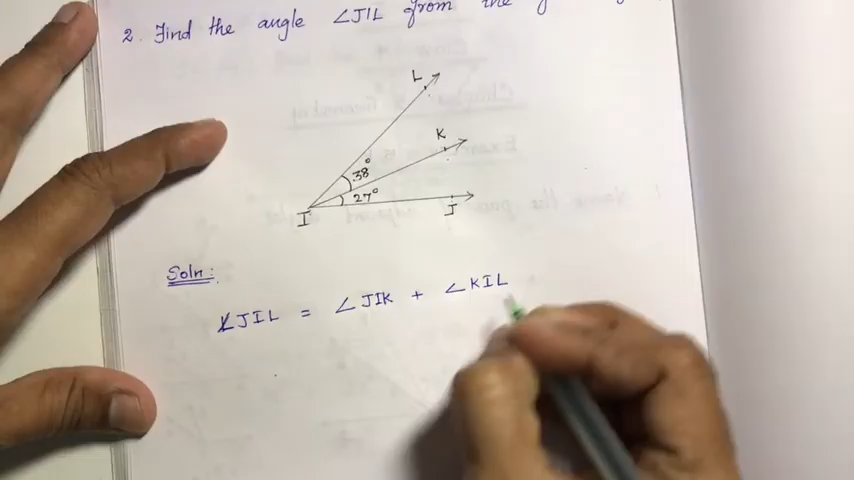 2. Find the angle ∠JIL from the
L
K
38°
27°
I
J
Soln:
∠JIL = ∠JIK + ∠KIL